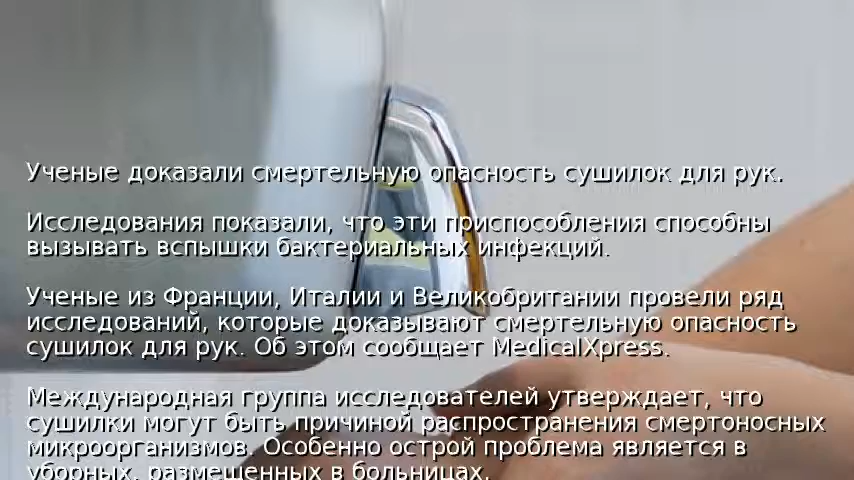 Ученые доказали смертельную опасность сушилок для рук.
Исследования показали, что эти приспособления способны
вызывать вспышки бактериальных инфекций.
Ученые из Франции, Италии и Великобритании провели ряд
исследований, которые доказывают смертельную опасность
сушилок для рук. Об этом сообщает MedicalXpress.
Международная группа исследователей утверждает, что
сушилки могут быть причиной распространения смертоносных
микроорганизмов. Особенно острой проблема является в
уборных, размещенных в больницах.